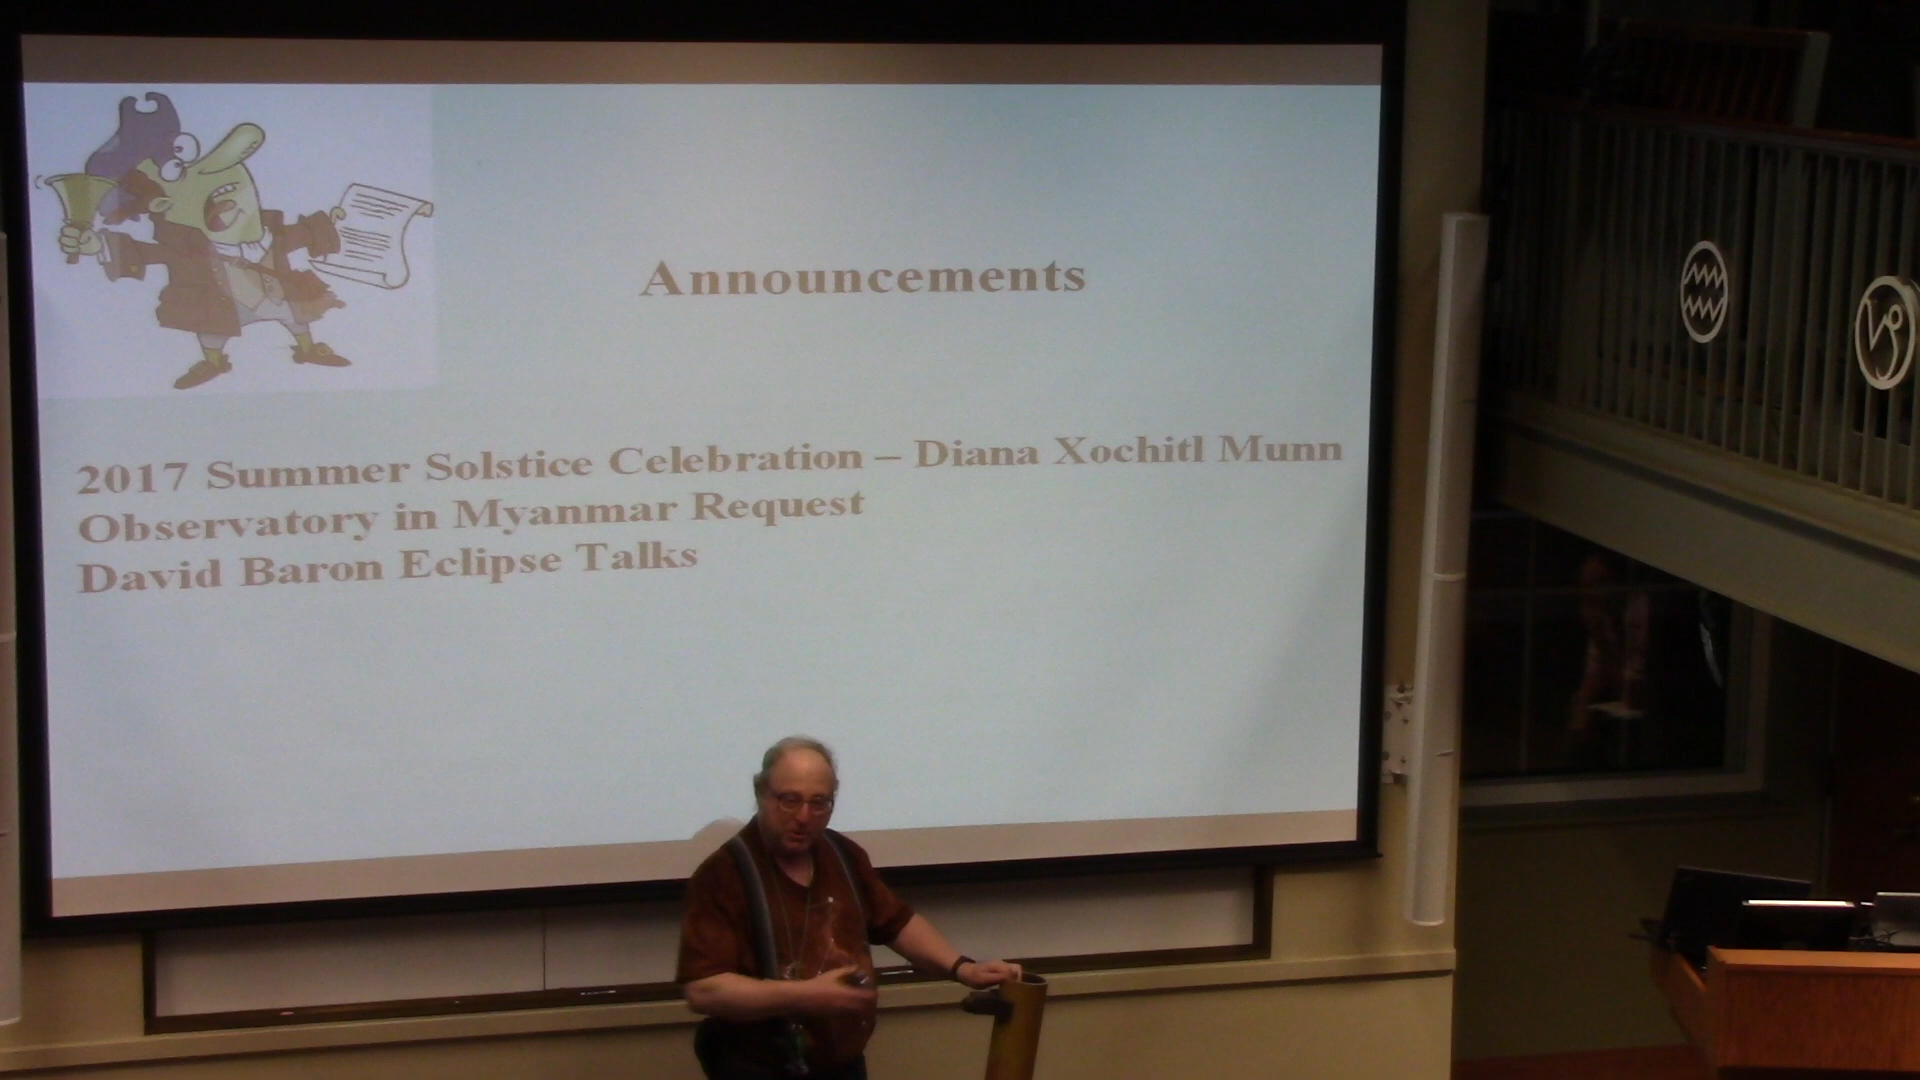 Announcements
2017 Summer Solstice Celebration – Diana Xochitl Munn
Observatory in Myanmar Request
David Baron Eclipse Talks